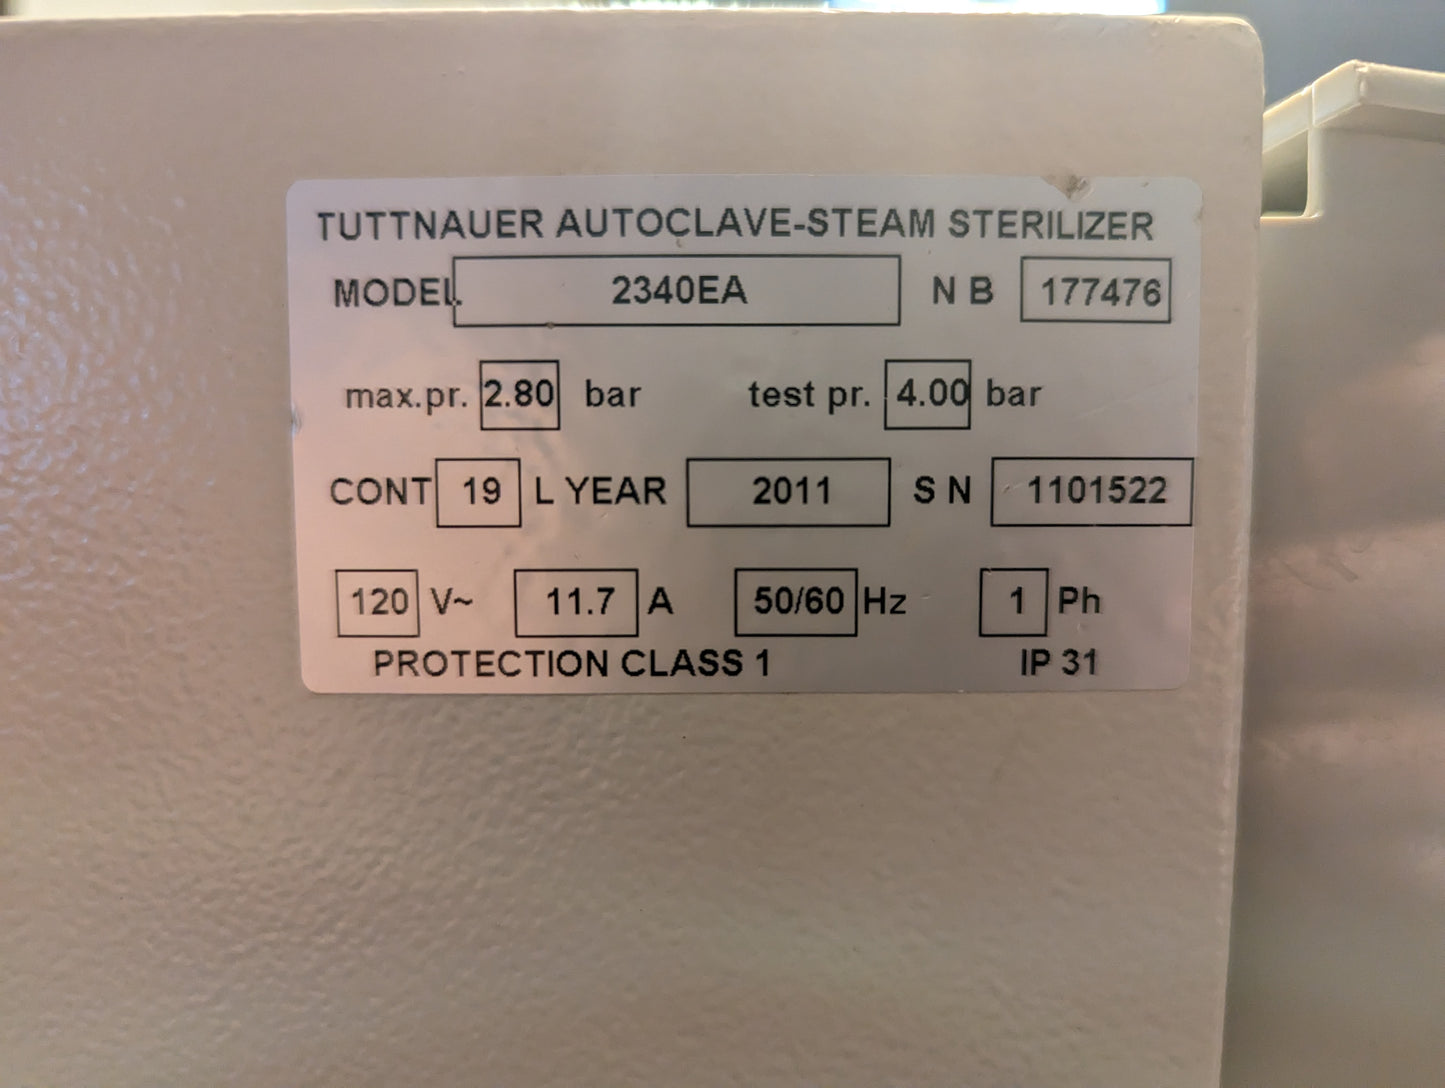 TUTTNAUER AUTOCLAVE-STEAM STERILIZER
MODEL. 2340EA N B 177476
max.pr. 2.80 bar test pr. 4.00 bar
CONT 19 L YEAR 2011 S N 1101522
120 V~ 11.7 A 50/60 Hz 1 Ph
PROTECTION CLASS 1 IP 31